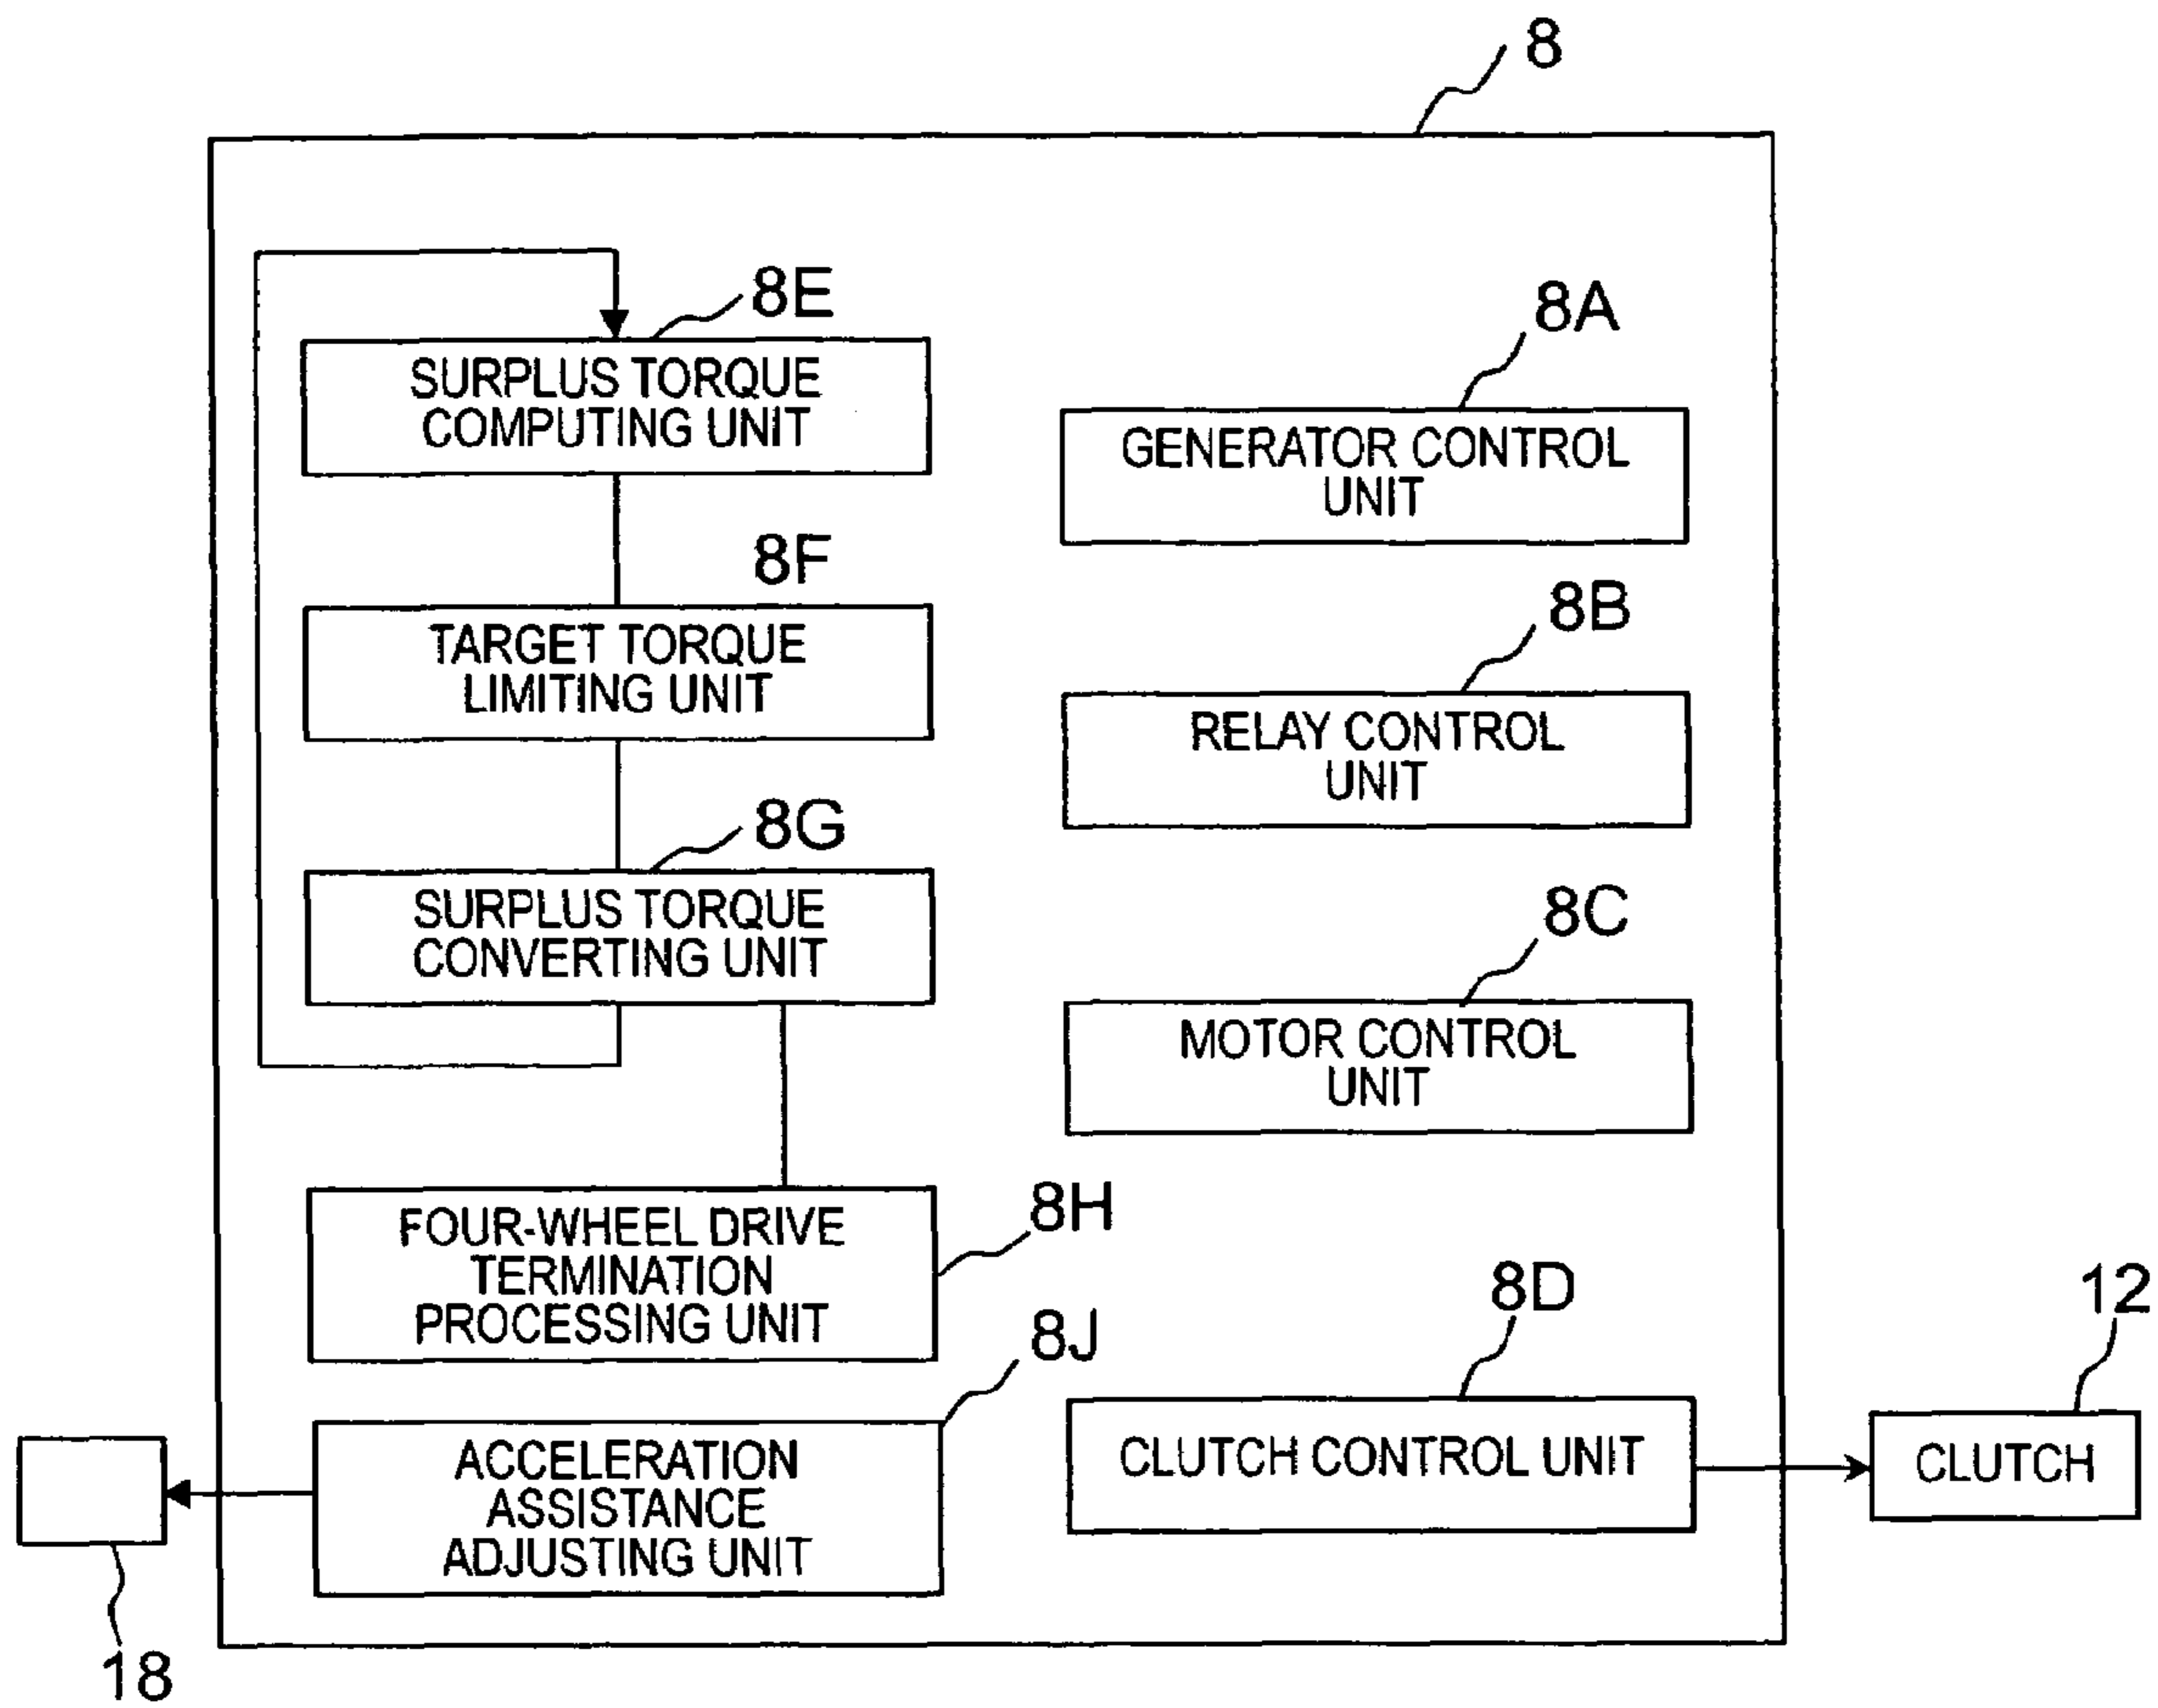 8
8E
SURPLUS TORQUE
COMPUTING UNIT
8A
GENERATOR CONTROL
UNIT
8F
TARGET TORQUE
LIMITING UNIT
8B
RELAY CONTROL
UNIT
8G
SURPLUS TORQUE
CONVERTING UNIT
8C
MOTOR CONTROL
UNIT
8H
FOUR-WHEEL DRIVE
TERMINATION
PROCESSING UNIT
8J
ACCELERATION
ASSISTANCE
ADJUSTING UNIT
8D
CLUTCH CONTROL UNIT
12
CLUTCH
18